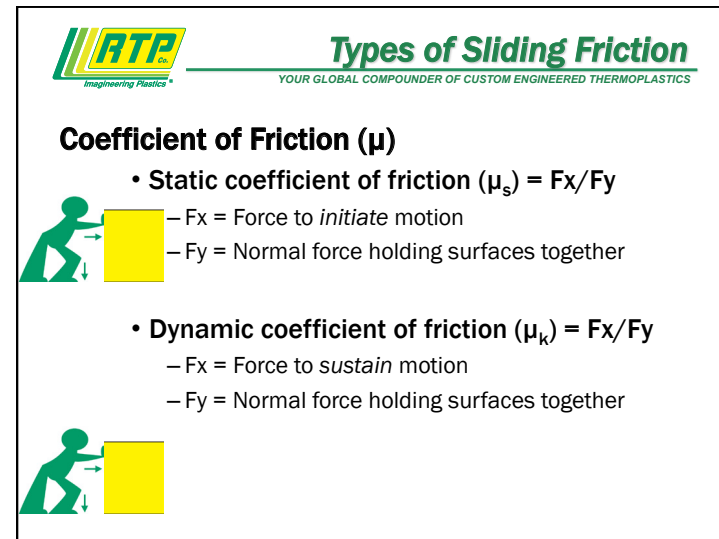 RTP
Co.
Imagineering Plastics
Types of Sliding Friction
YOUR GLOBAL COMPOUNDER OF CUSTOM ENGINEERED THERMOPLASTICS
Coefficient of Friction (µ)
• Static coefficient of friction (µs) = Fx/Fy
– Fx = Force to initiate motion
– Fy = Normal force holding surfaces together
• Dynamic coefficient of friction (µk) = Fx/Fy
– Fx = Force to sustain motion
– Fy = Normal force holding surfaces together